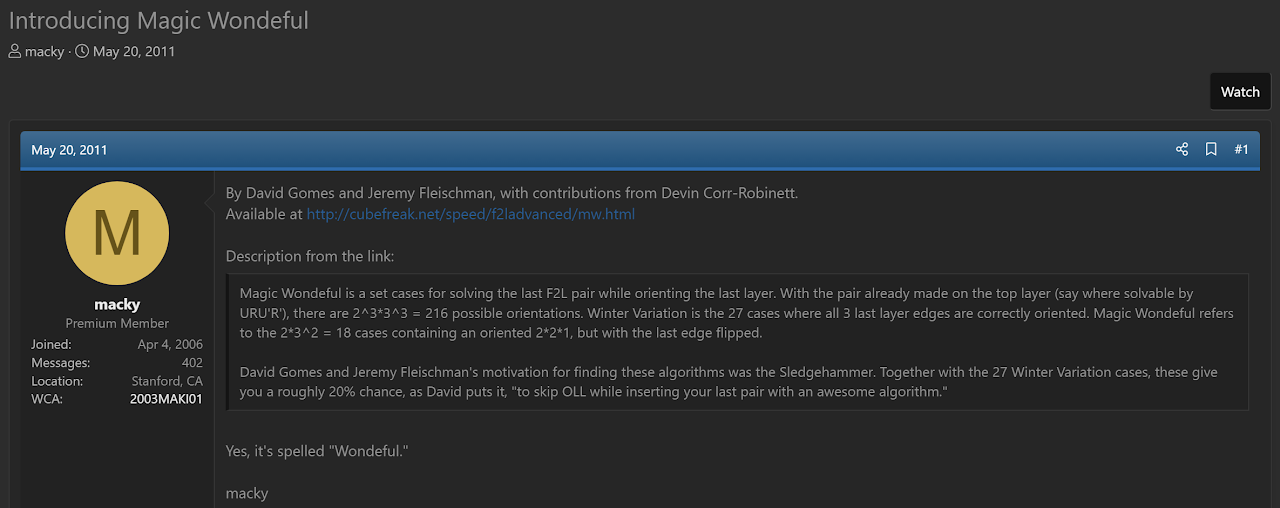 Introducing Magic Wondeful
macky · May 20, 2011
Watch
May 20, 2011
#1
M
macky
Premium Member
Joined: Apr 4, 2006
Messages: 402
Location: Stanford, CA
WCA: 2003MAKI01
By David Gomes and Jeremy Fleischman, with contributions from Devin Corr-Robinett.
Available at http://cubefreak.net/speed/f2ladvanced/mw.html
Description from the link:
Magic Wondeful is a set cases for solving the last F2L pair while orienting the last layer. With the pair already made on the top layer (say where solvable by
URU'R'), there are 2^3*3^3 = 216 possible orientations. Winter Variation is the 27 cases where all 3 last layer edges are correctly oriented. Magic Wondeful refers
to the 2*3^2 = 18 cases containing an oriented 2*2*1, but with the last edge flipped.
David Gomes and Jeremy Fleischman's motivation for finding these algorithms was the Sledgehammer. Together with the 27 Winter Variation cases, these give
you a roughly 20% chance, as David puts it, "to skip OLL while inserting your last pair with an awesome algorithm."
Yes, it's spelled "Wondeful."
macky